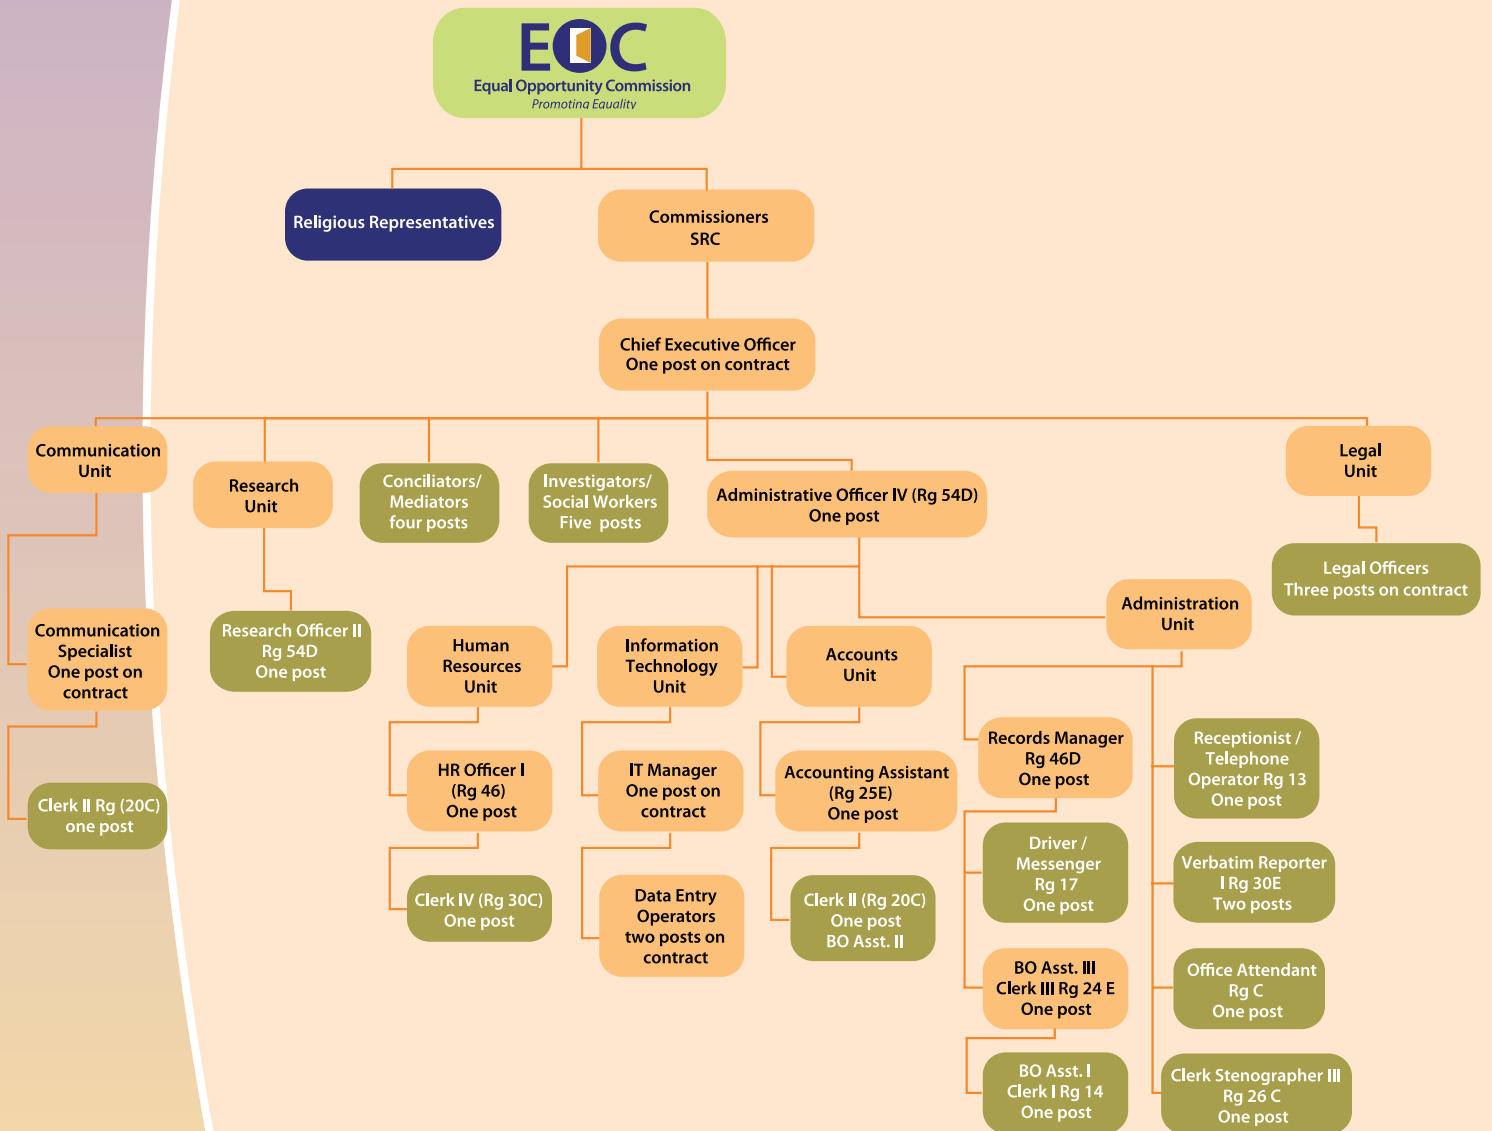 EOC
Equal Opportunity Commission
Promoting Equality
Religious Representatives
Commissioners
SRC
Chief Executive Officer
One post on contract
Communication
Unit
Research
Unit
Conciliators/
Mediators
four posts
Investigators/
Social Workers
Five posts
Administrative Officer IV (Rg 54D)
One post
Legal
Unit
Legal Officers
Three posts on contract
Communication
Specialist
One post on
contract
Research Officer II
Rg 54D
One post
Human
Resources
Unit
Information
Technology
Unit
Accounts
Unit
Administration
Unit
Clerk II Rg (20C)
one post
HR Officer I
(Rg 46)
One post
IT Manager
One post on
contract
Accounting Assistant
(Rg 25E)
One post
Records Manager
Rg 46D
One post
Receptionist /
Telephone
Operator Rg 13
One post
Clerk IV (Rg 30C)
One post
Data Entry
Operators
two posts on
contract
Clerk II (Rg 20C)
One post
BO Asst. II
Driver /
Messenger
Rg 17
One post
Verbatim Reporter
I Rg 30E
Two posts
BO Asst. III
Clerk III Rg 24 E
One post
Office Attendant
Rg C
One post
BO Asst. I
Clerk I Rg 14
One post
Clerk Stenographer III
Rg 26 C
One post